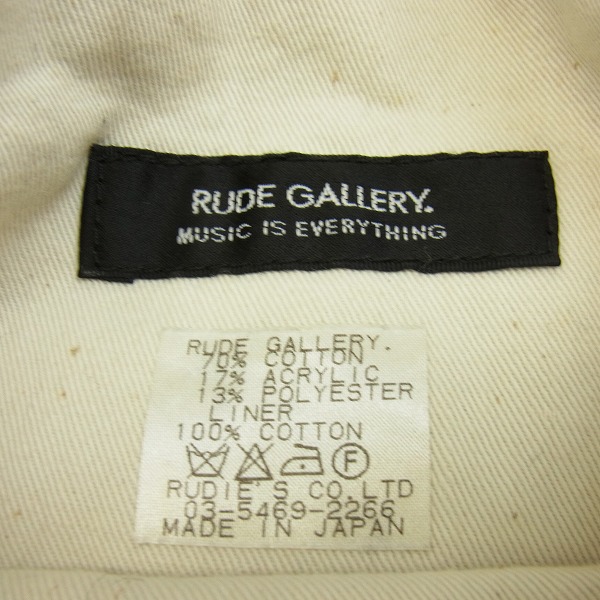 RUDE GALLERY.
MUSIC IS EVERYTHING
RUDE GALLERY.
70% COTTON
17% ACRYLIC
13% POLYESTER
LINER
100% COTTON
F
RUDIE'S CO.LTD
03-5469-2266
MADE IN JAPAN